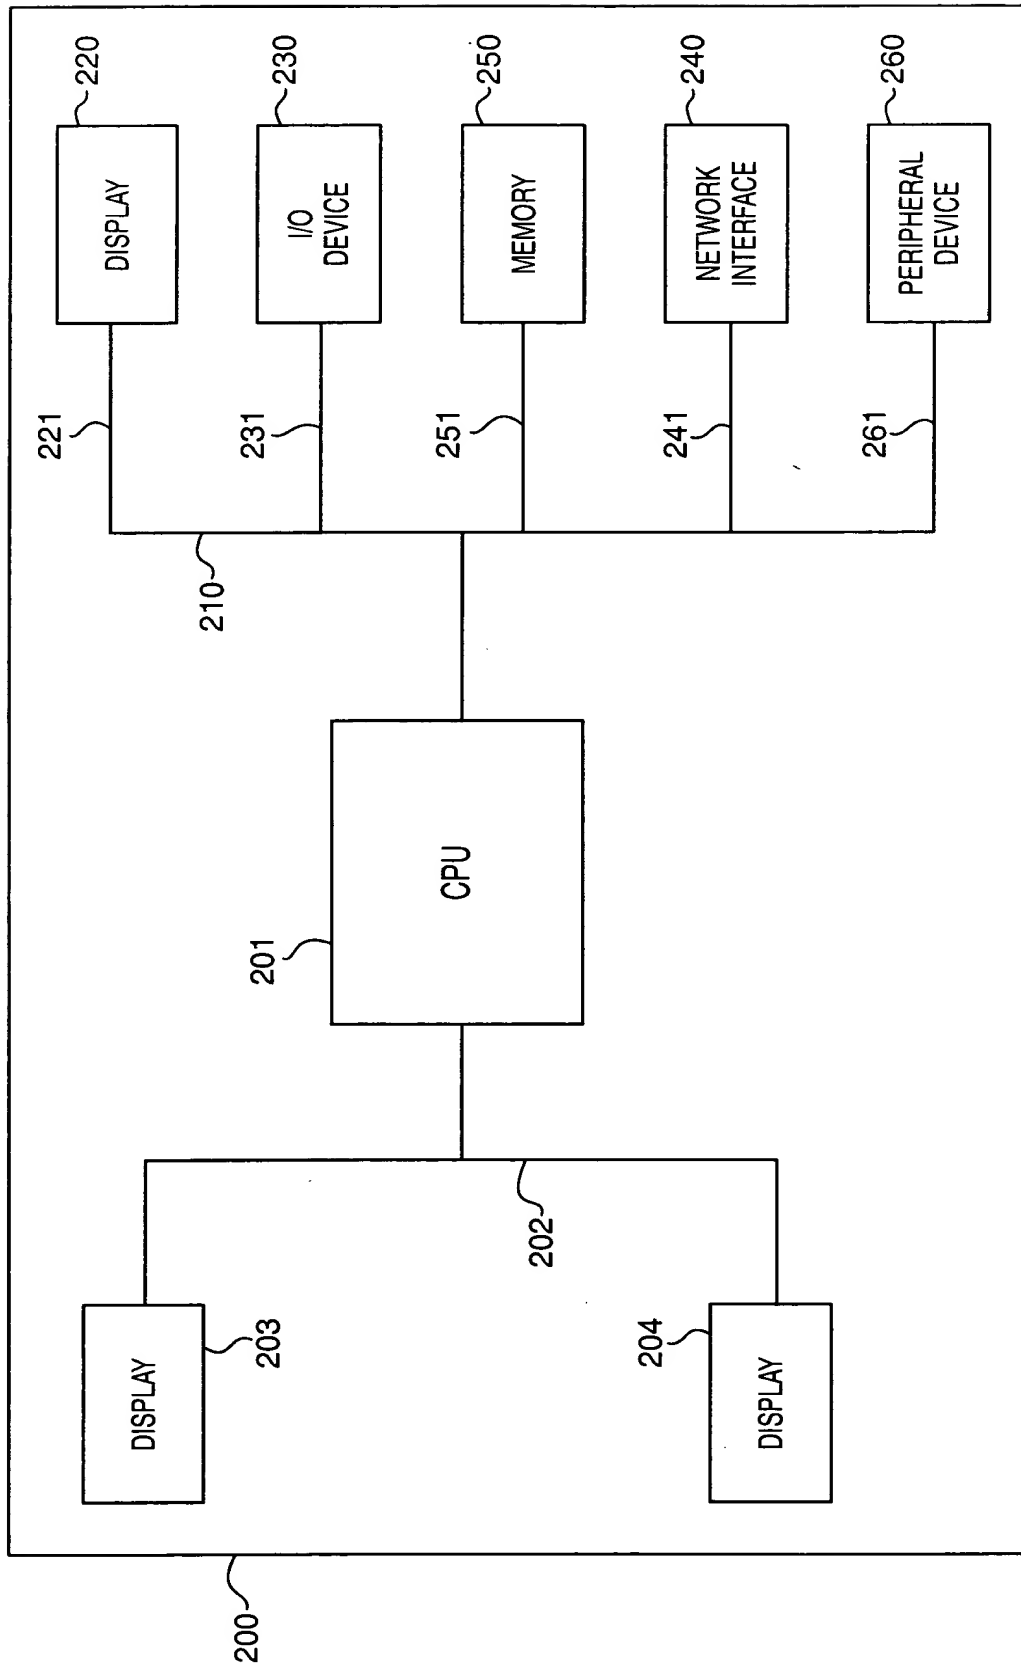 200
DISPLAY
203
DISPLAY
204
202
CPU
201
210
221
DISPLAY
220
231
I/O
DEVICE
230
251
MEMORY
250
241
NETWORK
INTERFACE
240
261
PERIPHERAL
DEVICE
260